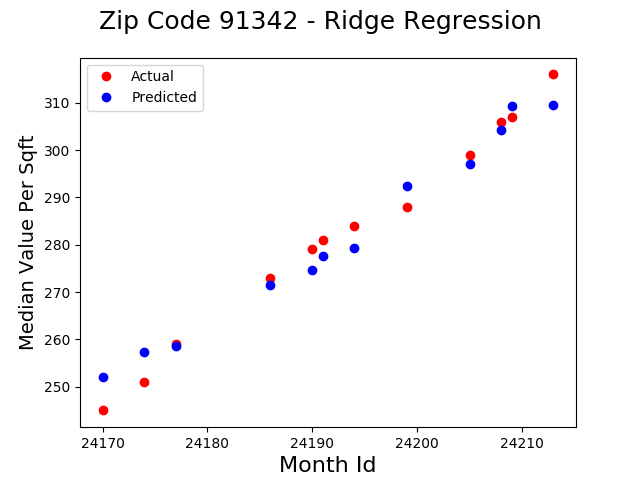 Zip Code 91342 - Ridge Regression
Actual
Predicted
Median Value Per Sqft
310
300
290
280
270
260
250
24170 24180 24190 24200 24210
Month Id